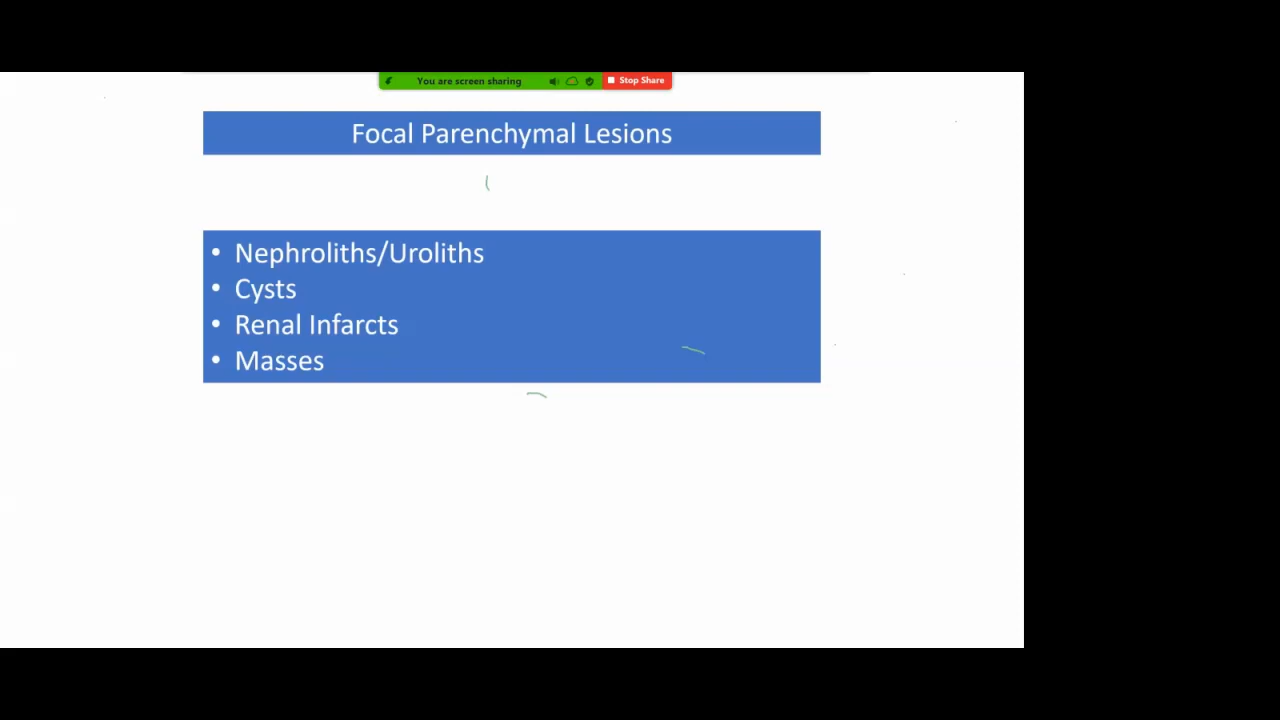 You are screen sharing Stop Share
Focal Parenchymal Lesions
• Nephroliths/Uroliths
• Cysts
• Renal Infarcts
• Masses